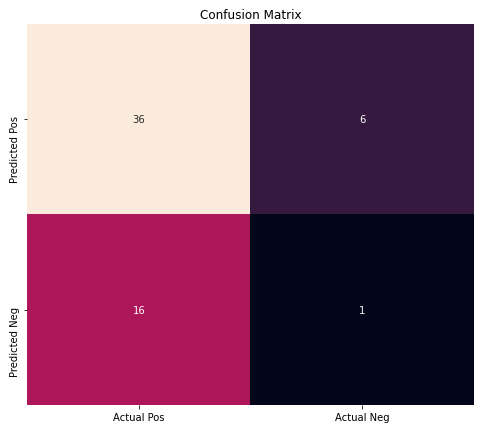 Confusion Matrix
Predicted Pos
36
6
Predicted Neg
16
1
Actual Pos
Actual Neg